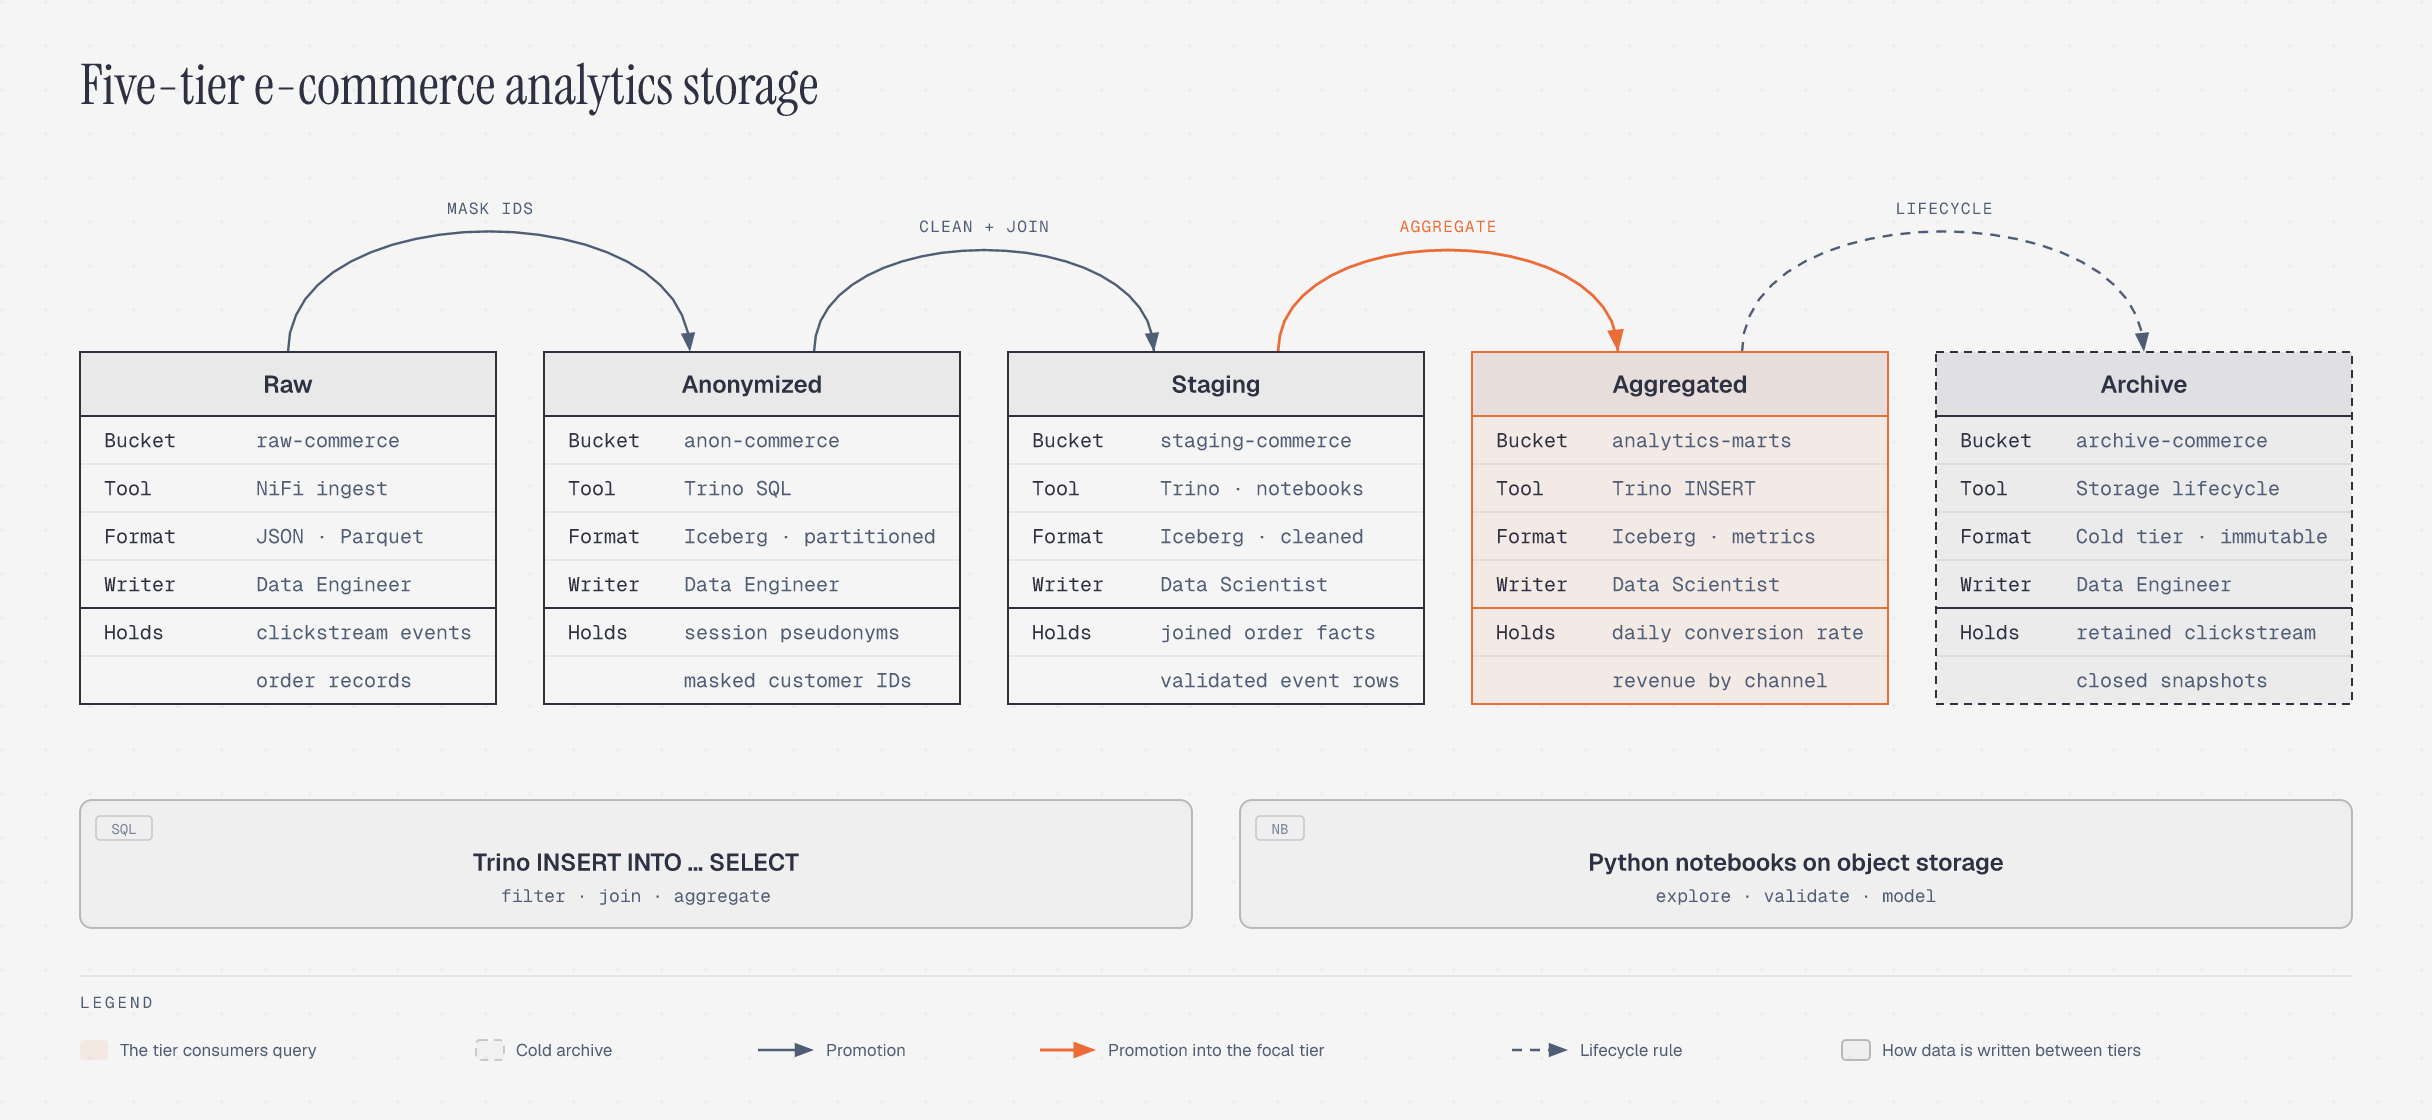 Five-tier e-commerce analytics storage
MASK IDS
CLEAN + JOIN
AGGREGATE
LIFECYCLE
Raw
Bucket raw-commerce
Tool NiFi ingest
Format JSON · Parquet
Writer Data Engineer
Holds clickstream events
order records
Anonymized
Bucket anon-commerce
Tool Trino SQL
Format Iceberg · partitioned
Writer Data Engineer
Holds session pseudonyms
masked customer IDs
Staging
Bucket staging-commerce
Tool Trino · notebooks
Format Iceberg · cleaned
Writer Data Scientist
Holds joined order facts
validated event rows
Aggregated
Bucket analytics-marts
Tool Trino INSERT
Format Iceberg · metrics
Writer Data Scientist
Holds daily conversion rate
revenue by channel
Archive
Bucket archive-commerce
Tool Storage lifecycle
Format Cold tier · immutable
Writer Data Engineer
Holds retained clickstream
closed snapshots
SQL
Trino INSERT INTO ... SELECT
filter · join · aggregate
NB
Python notebooks on object storage
explore · validate · model
LEGEND
The tier consumers query
Cold archive
Promotion
Promotion into the focal tier
Lifecycle rule
How data is written between tiers